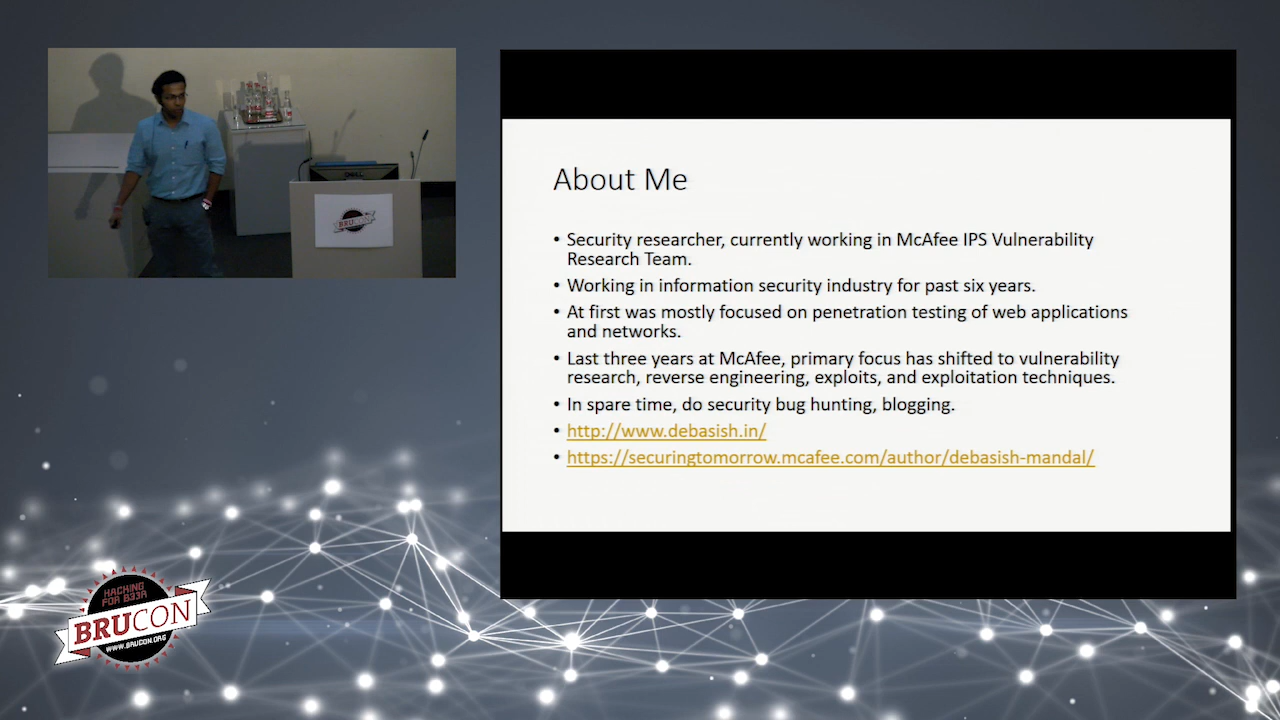 About Me
• Security researcher, currently working in McAfee IPS Vulnerability
Research Team.
• Working in information security industry for past six years.
• At first was mostly focused on penetration testing of web applications
and networks.
• Last three years at McAfee, primary focus has shifted to vulnerability
research, reverse engineering, exploits, and exploitation techniques.
• In spare time, do security bug hunting, blogging.
• http://www.debasish.in/
• https://securingtomorrow.mcafee.com/author/debasish-mandal/
BRUCON
HACKING
FOR B33R
BRUCON
WWW.BRUCON.ORG